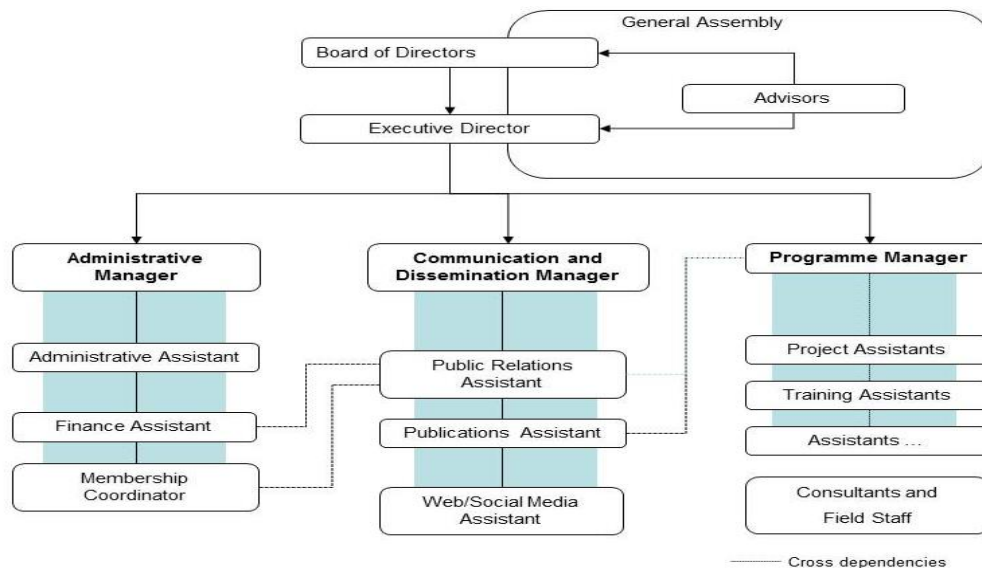 General Assembly
Board of Directors
Advisors
Executive Director
Administrative
Manager
Communication and
Dissemination Manager
Programme Manager
Administrative Assistant
Public Relations
Assistant
Project Assistants
Training Assistants
Finance Assistant
Publications Assistant
Assistants ...
Membership
Coordinator
Web/Social Media
Assistant
Consultants and
Field Staff
Cross dependencies